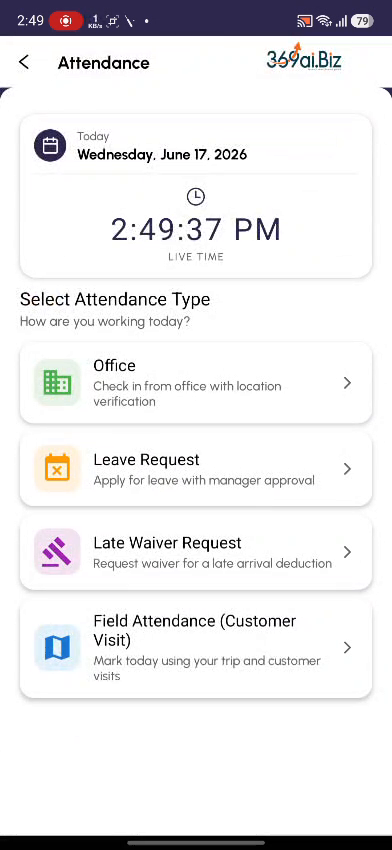 2:49 1 KB/s 79
Attendance
369ai.Biz
Today
Wednesday, June 17, 2026
2:49:37 PM
LIVE TIME
Select Attendance Type
How are you working today?
Office
Check in from office with location
verification
Leave Request
Apply for leave with manager approval
Late Waiver Request
Request waiver for a late arrival deduction
Field Attendance (Customer
Visit)
Mark today using your trip and customer
visits